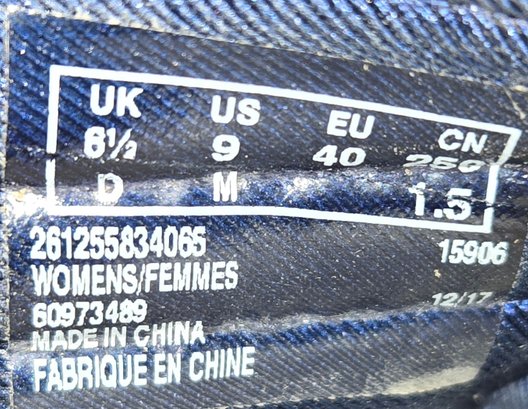 UK US EU CN
6½ 9 40 250
D M 1.5
261255834065 15906
WOMENS/FEMMES
60973489 12/17
MADE IN CHINA
FABRIQUE EN CHINE